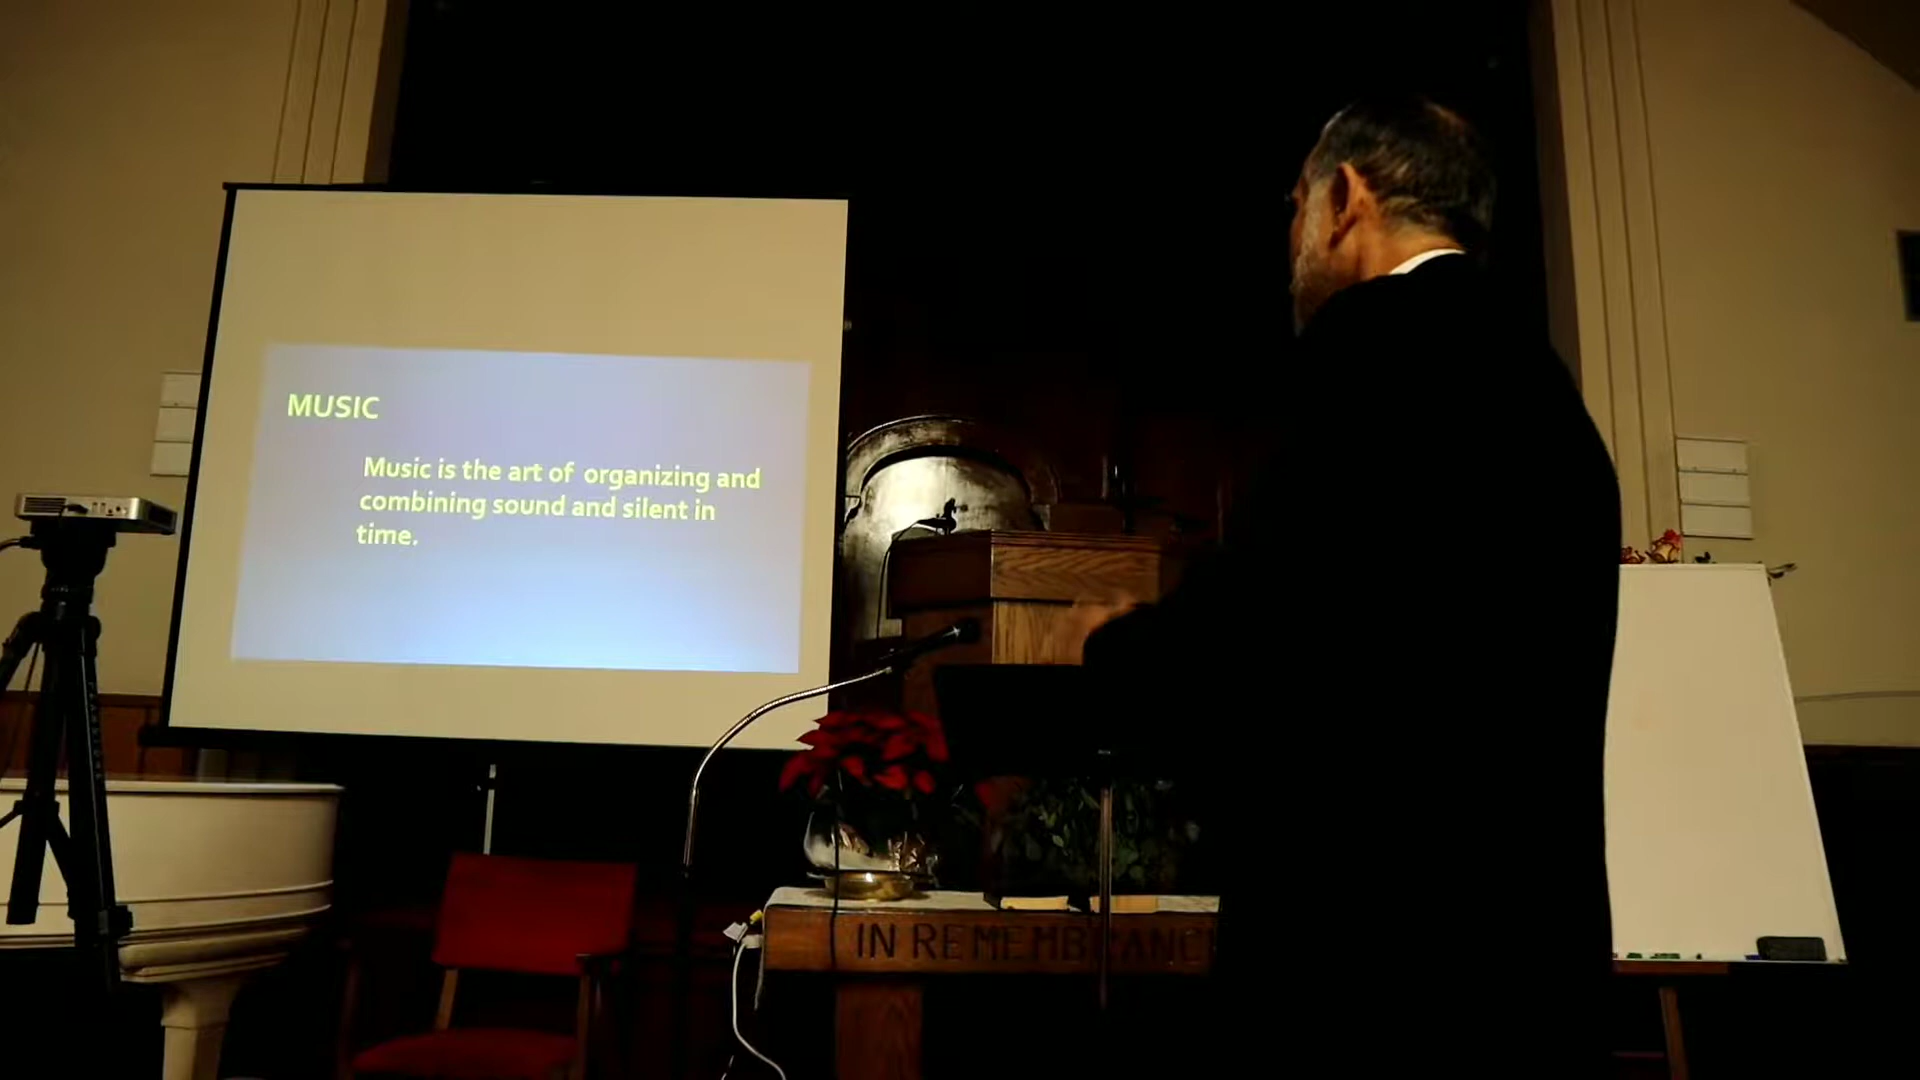 MUSIC
Music is the art of organizing and
combining sound and silent in
time.
IN REMEMBRANC